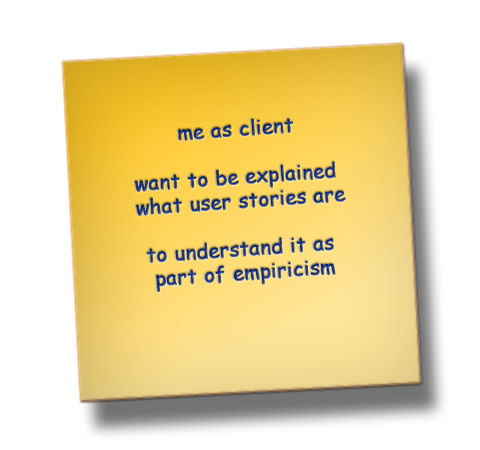 me as client
want to be explained
what user stories are
to understand it as
part of empiricism